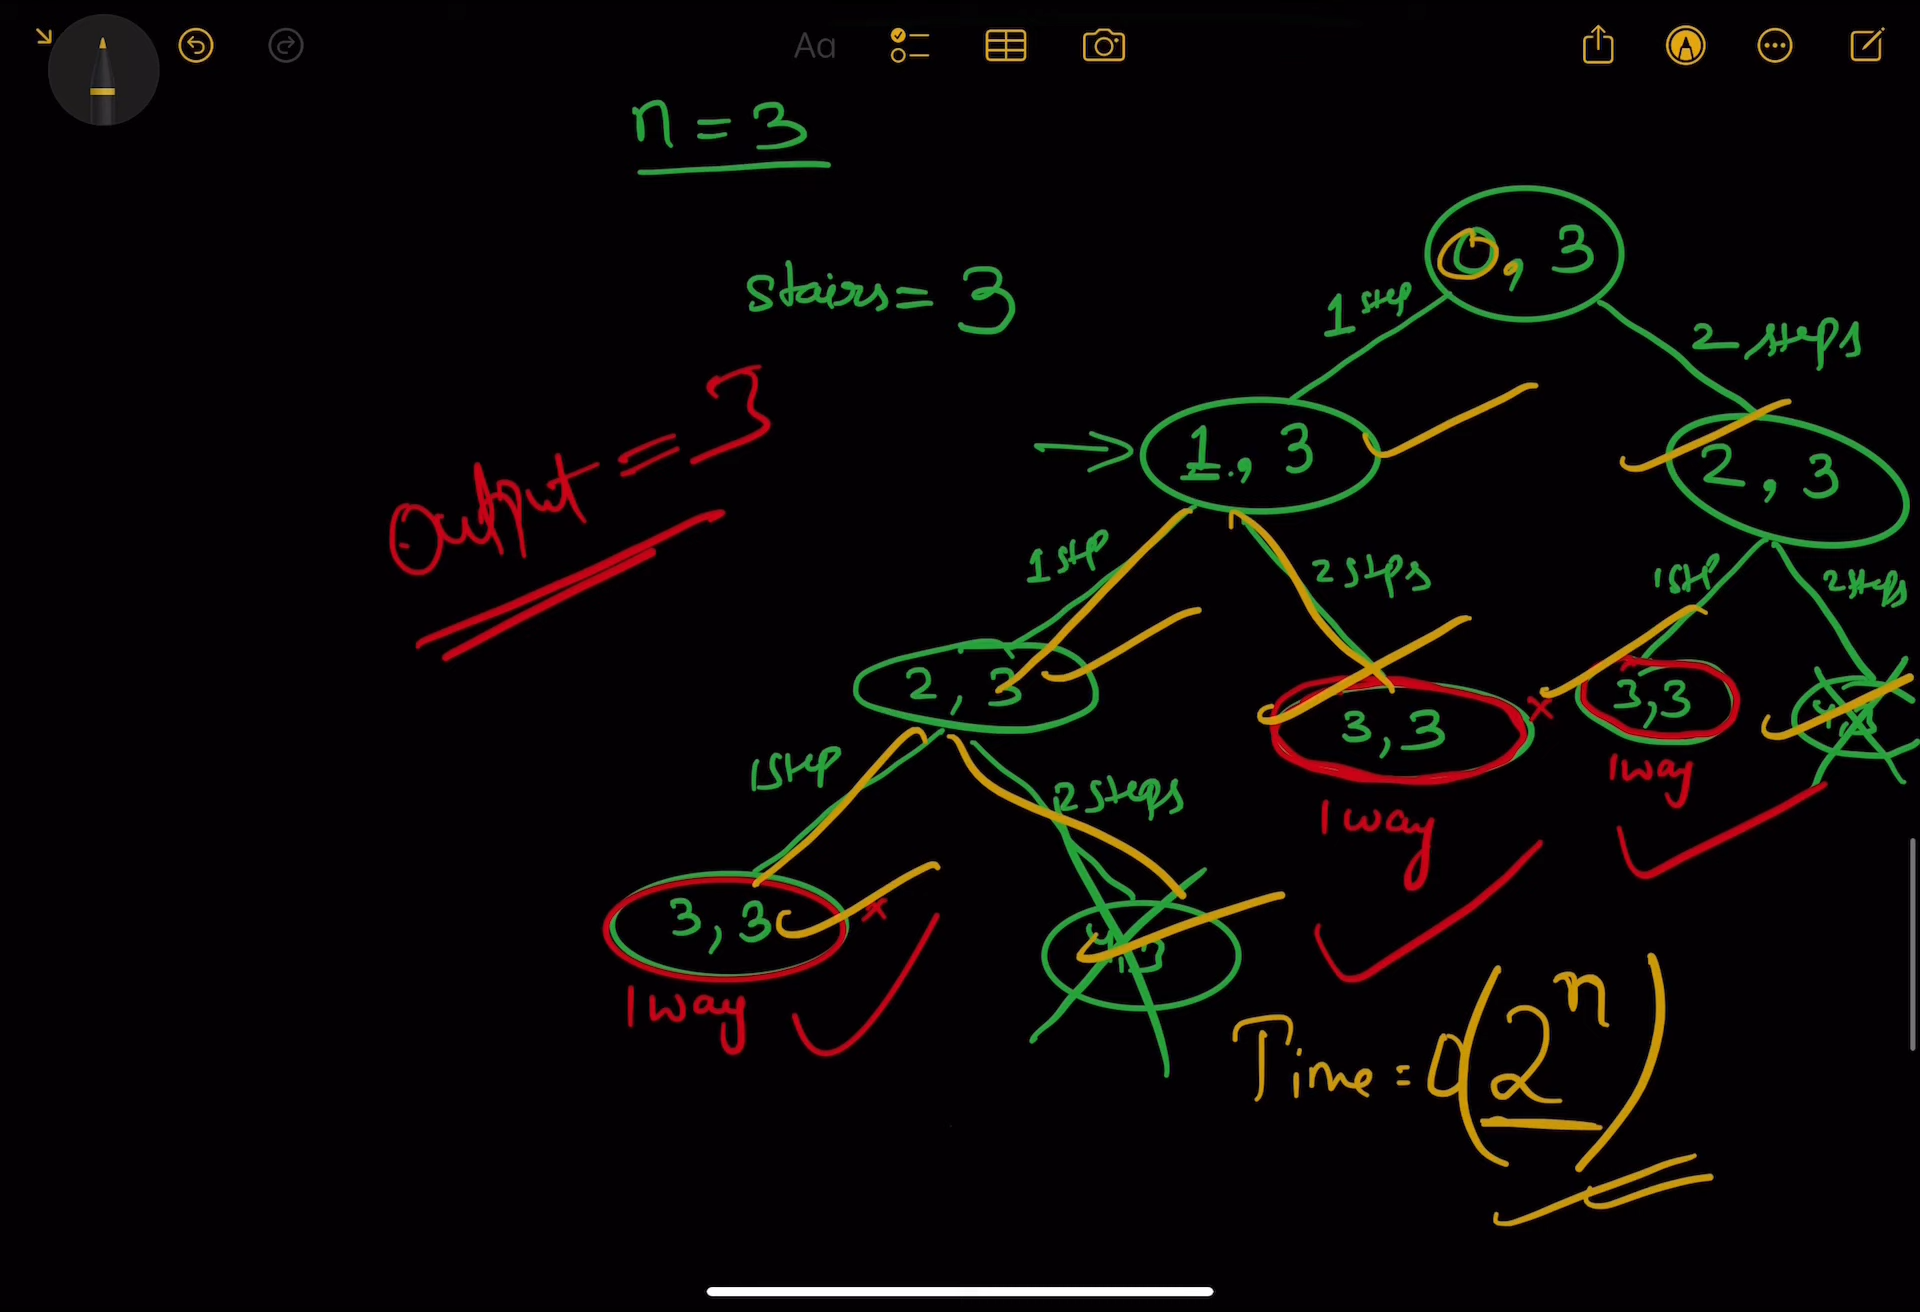 Aa
n = 3
0, 3
stairs = 3
1 step
2 steps
Output = 3
1, 3
2, 3
1 step
2 steps
1 step
2 steps
2, 3
3, 3
3, 3
1 way
1 step
2 steps
1 way
3, 3
1 way
Time = O(2^n)